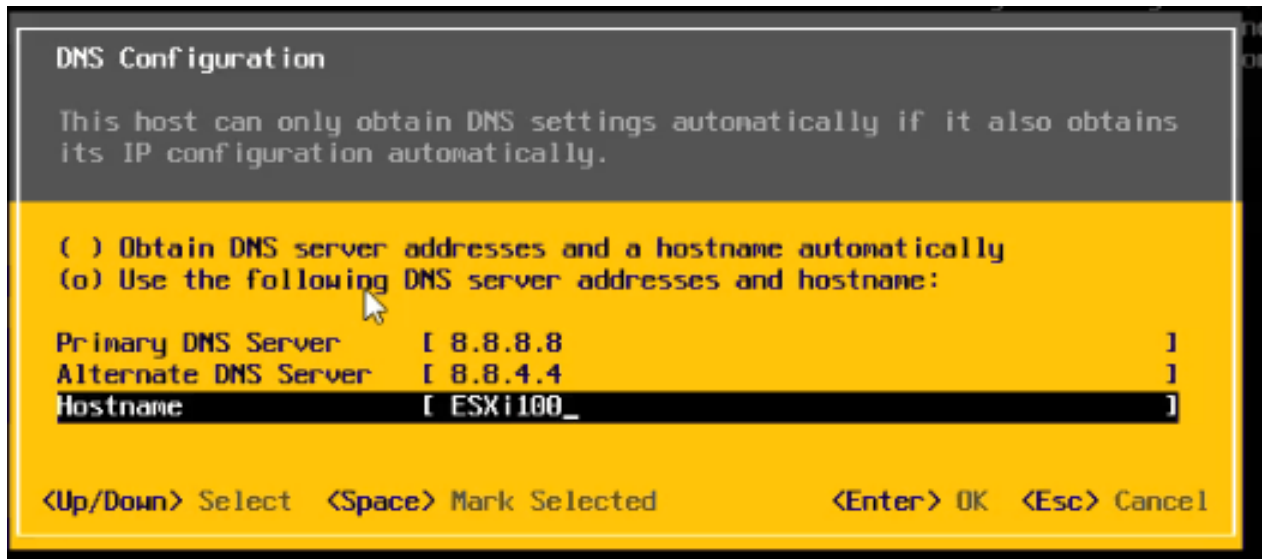 DNS Configuration
This host can only obtain DNS settings automatically if it also obtains
its IP configuration automatically.
( ) Obtain DNS server addresses and a hostname automatically
(o) Use the following DNS server addresses and hostname:
Primary DNS Server [ 8.8.8.8 ]
Alternate DNS Server [ 8.8.4.4 ]
Hostname [ ESXi100_ ]
<Up/Down> Select <Space> Mark Selected <Enter> OK <Esc> Cancel